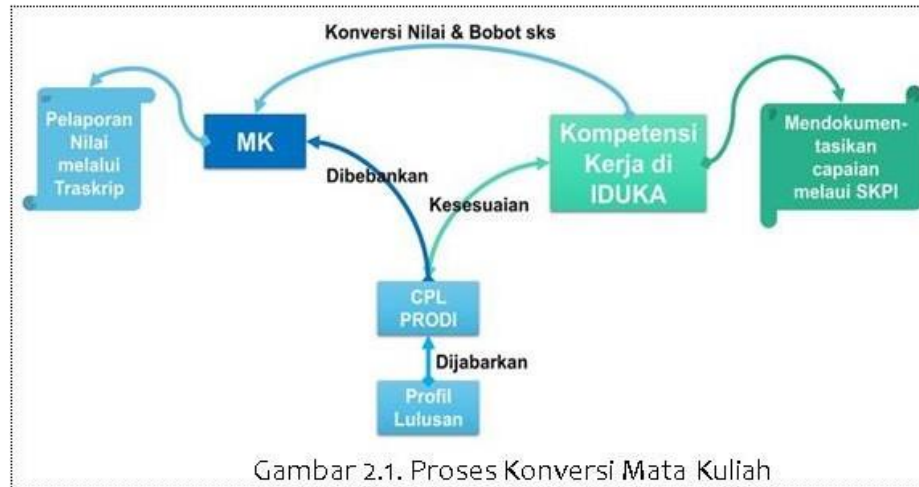 Konversi Nilai & Bobot sks
Pelaporan
Nilai
melalui
Traskrip
MK
Kompetensi
Kerja di
IDUKA
Mendokumen-
tasikan
capaian
melaui SKPI
Dibebankan
Kesesuaian
CPL
PRODI
Dijabarkan
Profil
Lulusan
Gambar 2.1. Proses Konversi Mata Kuliah